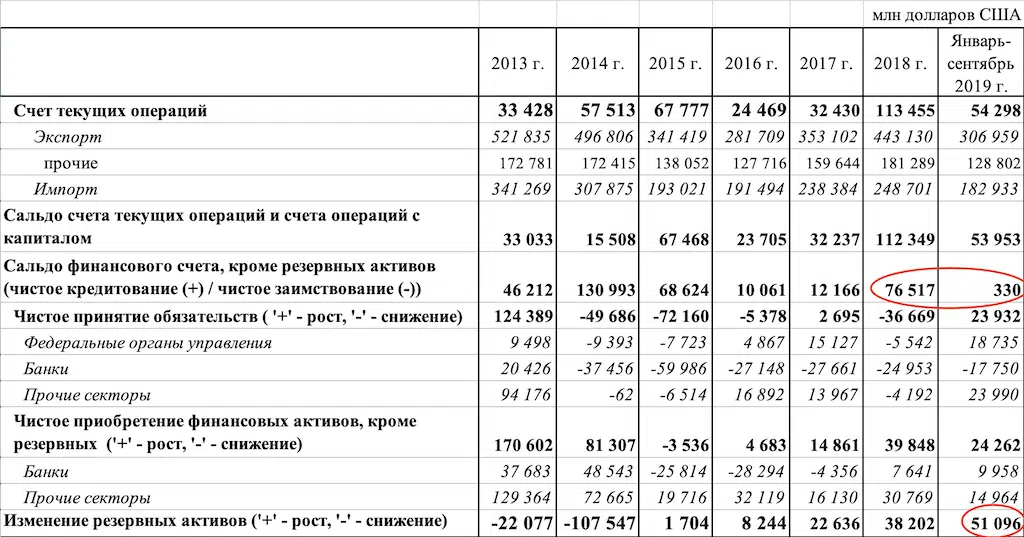 млн долларов США
2013 г. 2014 г. 2015 г. 2016 г. 2017 г. 2018 г. Январь-сентябрь 2019 г.
Счет текущих операций 33 428 57 513 67 777 24 469 32 430 113 455 54 298
Экспорт 521 835 496 806 341 419 281 709 353 102 443 130 306 959
прочие 172 781 172 415 138 052 127 716 159 644 181 289 128 802
Импорт 341 269 307 875 193 021 191 494 238 384 248 701 182 933
Сальдо счета текущих операций и счета операций с
капиталом 33 033 15 508 67 468 23 705 32 237 112 349 53 953
Сальдо финансового счета, кроме резервных активов
(чистое кредитование (+) / чистое заимствование (-)) 46 212 130 993 68 624 10 061 12 166 76 517 330
Чистое принятие обязательств ( '+' - рост, '-' - снижение) 124 389 -49 686 -72 160 -5 378 2 695 -36 669 23 932
Федеральные органы управления 9 498 -9 393 -7 723 4 867 15 127 -5 542 18 735
Банки 20 426 -37 456 -59 986 -27 148 -27 661 -24 953 -17 750
Прочие секторы 94 176 -62 -6 514 16 892 13 967 -4 192 23 990
Чистое приобретение финансовых активов, кроме
резервных ('+' - рост, '-' - снижение) 170 602 81 307 -3 536 4 683 14 861 39 848 24 262
Банки 37 683 48 543 -25 814 -28 294 -4 356 7 641 9 958
Прочие секторы 129 364 72 665 19 716 32 119 16 130 30 769 14 964
Изменение резервных активов ('+' - рост, '-' - снижение) -22 077 -107 547 1 704 8 244 22 636 38 202 51 096